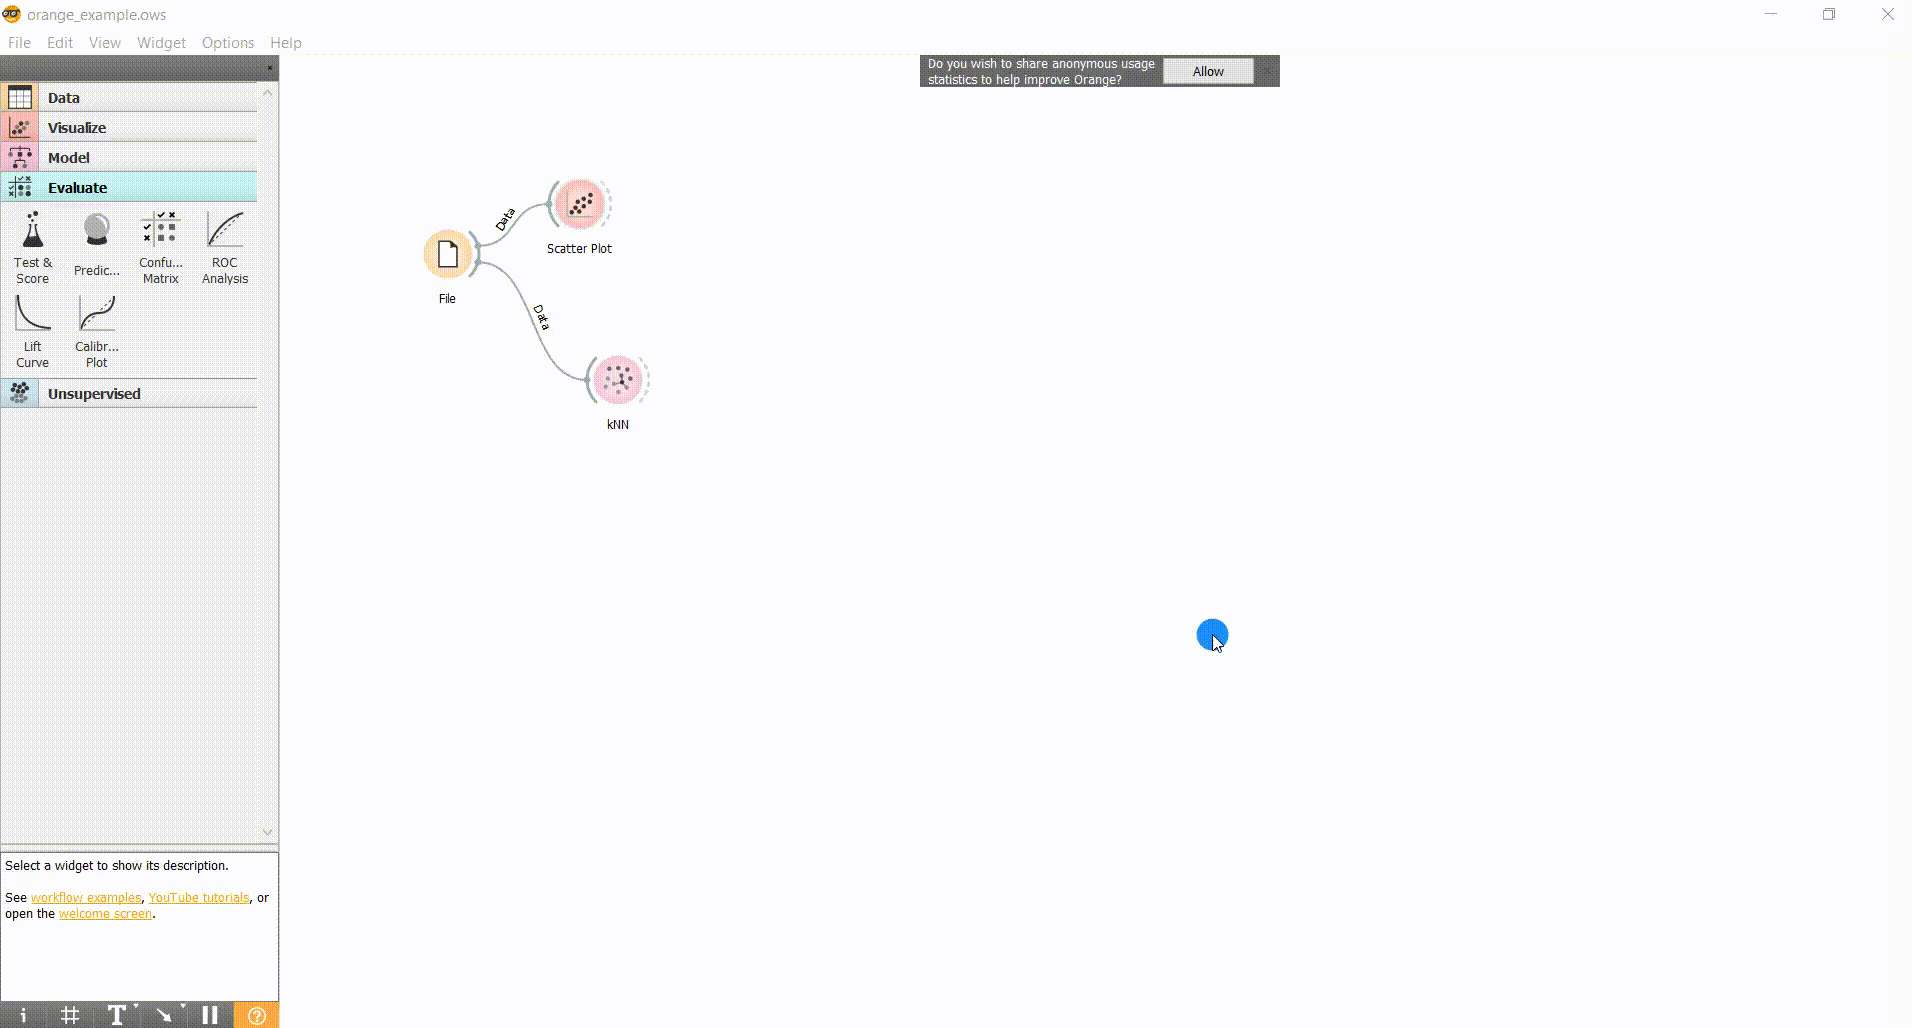 orange_example.ows
File Edit View Widget Options Help
Do you wish to share anonymous usage
statistics to help improve Orange?
Allow
Data
Visualize
Model
Evaluate
Test &
Score
Predic...
Confu...
Matrix
ROC
Analysis
Lift
Curve
Calibr...
Plot
Unsupervised
Data
Scatter Plot
File
Data
kNN
Select a widget to show its description.
See workflow examples, YouTube tutorials, or
open the welcome screen.